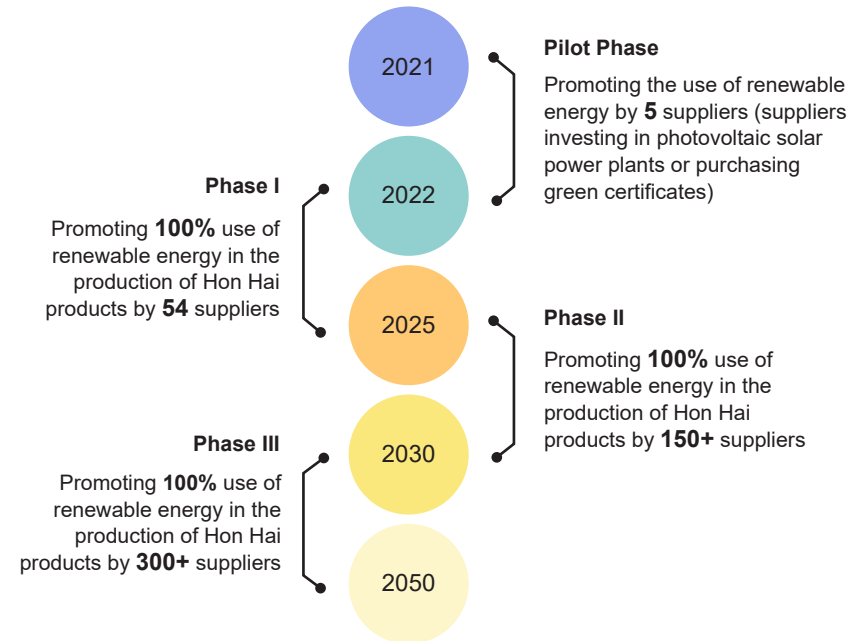 2021
Pilot Phase
Promoting the use of renewable
energy by 5 suppliers (suppliers
investing in photovoltaic solar
power plants or purchasing
green certificates)
2022
Phase I
Promoting 100% use of
renewable energy in the
production of Hon Hai
products by 54 suppliers
2025
Phase II
Promoting 100% use of
renewable energy in the
production of Hon Hai
products by 150+ suppliers
2030
Phase III
Promoting 100% use of
renewable energy in the
production of Hon Hai
products by 300+ suppliers
2050